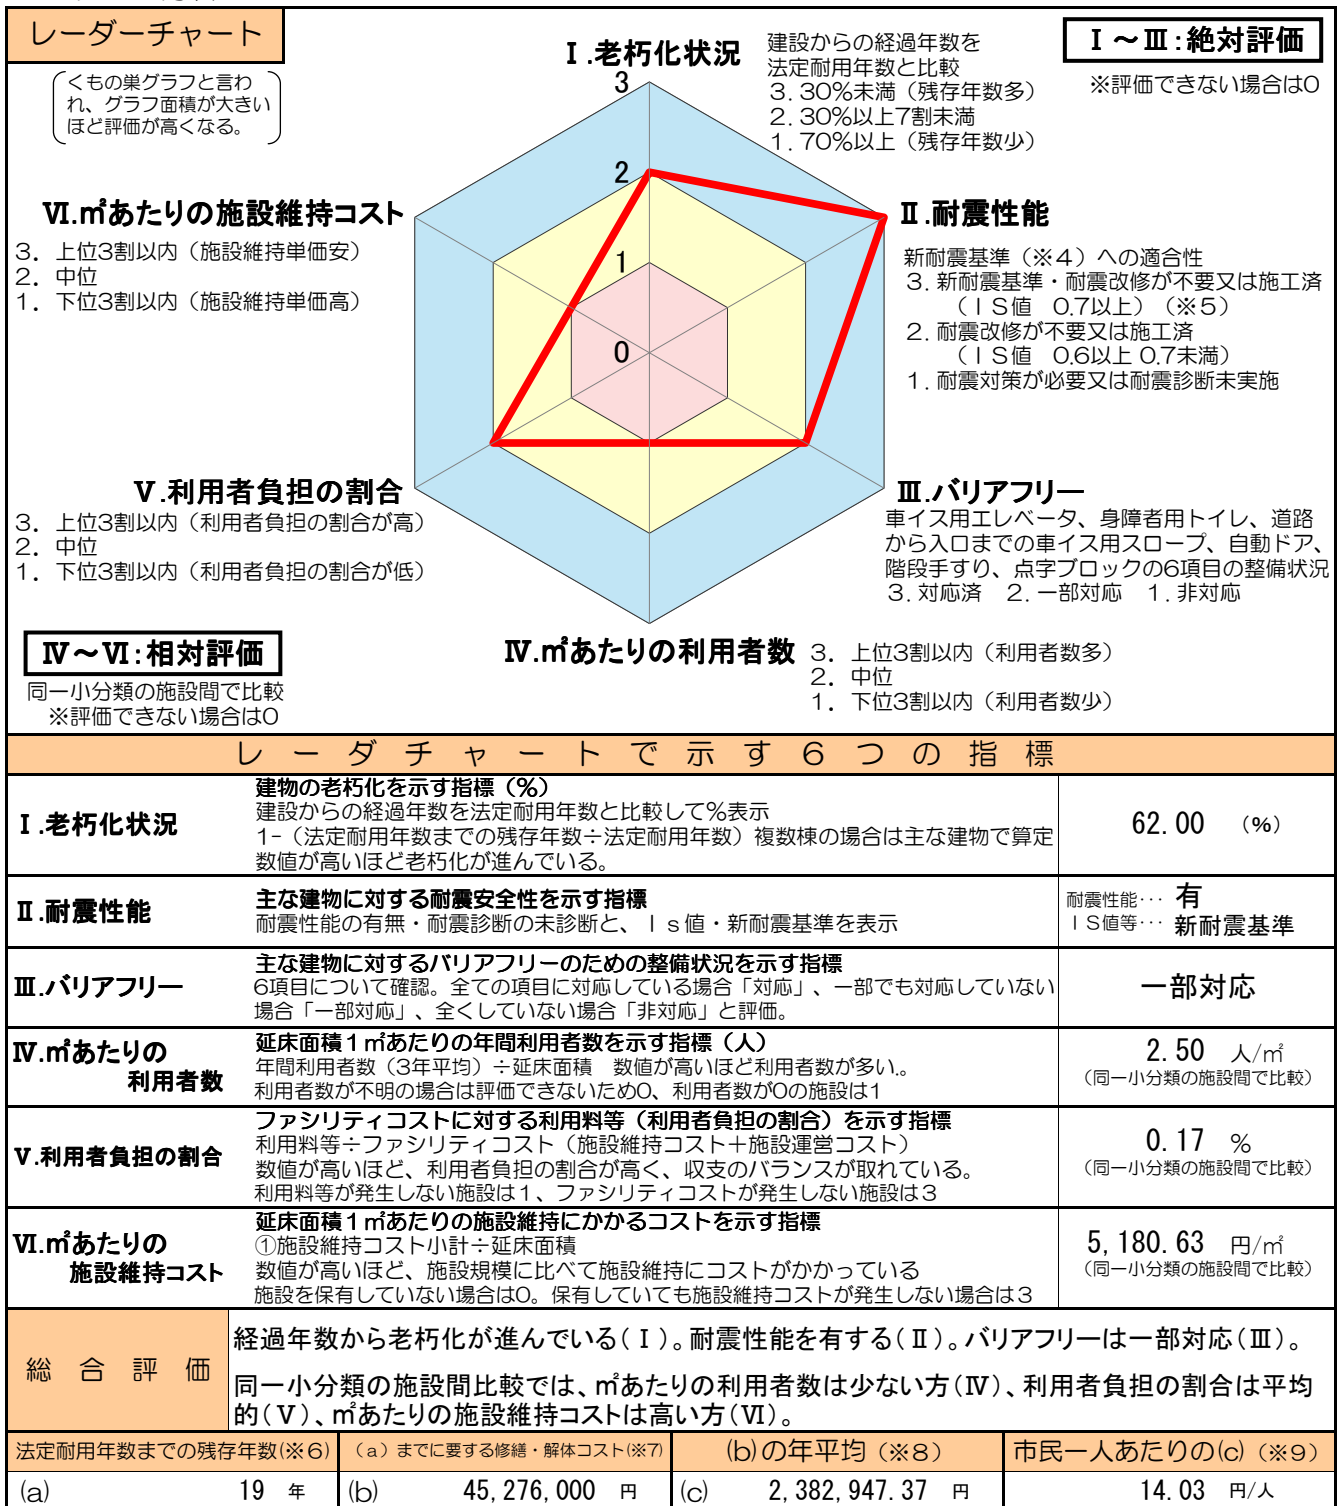 レーダーチャート
くもの巣グラフと言わ
れ、グラフ面積が大きい
ほど評価が高くなる。
Ⅰ.老朽化状況
建設からの経過年数を
法定耐用年数と比較
3. 30%未満（残存年数多）
2. 30%以上7割未満
1. 70%以上（残存年数少）
Ⅰ～Ⅲ:絶対評価
※評価できない場合は0
3
2
1
0
Ⅵ.㎡あたりの施設維持コスト
3. 上位3割以内（施設維持単価安）
2. 中位
1. 下位3割以内（施設維持単価高）
Ⅱ.耐震性能
新耐震基準（※4）への適合性
3. 新耐震基準・耐震改修が不要又は施工済
（ＩＳ値 0.7以上）（※5）
2. 耐震改修が不要又は施工済
（ＩＳ値 0.6以上 0.7未満）
1. 耐震対策が必要又は耐震診断未実施
Ⅴ.利用者負担の割合
3. 上位3割以内（利用者負担の割合が高）
2. 中位
1. 下位3割以内（利用者負担の割合が低）
Ⅲ.バリアフリー
車イス用エレベータ、身障者用トイレ、道路
から入口までの車イス用スロープ、自動ドア、
階段手すり、点字ブロックの6項目の整備状況
3. 対応済 2. 一部対応 1. 非対応
Ⅳ～Ⅵ:相対評価
同一小分類の施設間で比較
※評価できない場合は0
Ⅳ.㎡あたりの利用者数
3. 上位3割以内（利用者数多）
2. 中位
1. 下位3割以内（利用者数少）
レーダチャートで示す6つの指標
Ⅰ.老朽化状況
建物の老朽化を示す指標（%）
建設からの経過年数を法定耐用年数と比較して%表示
1-（法定耐用年数までの残存年数÷法定耐用年数）複数棟の場合は主な建物で算定
数値が高いほど老朽化が進んでいる。
62.00 （%）
Ⅱ.耐震性能
主な建物に対する耐震安全性を示す指標
耐震性能の有無・耐震診断の未診断と、Ｉｓ値・新耐震基準を表示
耐震性能･･･ 有
ＩＳ値等･･･ 新耐震基準
Ⅲ.バリアフリー
主な建物に対するバリアフリーのための整備状況を示す指標
6項目について確認。全ての項目に対応している場合「対応」、一部でも対応していない
場合「一部対応」、全くしていない場合「非対応」と評価。
一部対応
Ⅳ.㎡あたりの
利用者数
延床面積1㎡あたりの年間利用者数を示す指標（人）
年間利用者数（3年平均）÷延床面積 数値が高いほど利用者数が多い。
利用者数が不明の場合は評価できないため0、利用者数が0の施設は1
2.50 人/㎡
（同一小分類の施設間で比較）
Ⅴ.利用者負担の割合
ファシリティコストに対する利用料等（利用者負担の割合）を示す指標
利用料等÷ファシリティコスト（施設維持コスト＋施設運営コスト）
数値が高いほど、利用者負担の割合が高く、収支のバランスが取れている。
利用料等が発生しない施設は1、ファシリティコストが発生しない施設は3
0.17 %
（同一小分類の施設間で比較）
Ⅵ.㎡あたりの
施設維持コスト
延床面積1㎡あたりの施設維持にかかるコストを示す指標
①施設維持コスト小計÷延床面積
数値が高いほど、施設規模に比べて施設維持にコストがかかっている
施設を保有していない場合は0。保有していても施設維持コストが発生しない場合は3
5,180.63 円/㎡
（同一小分類の施設間で比較）
総合評価
経過年数から老朽化が進んでいる(Ⅰ)。耐震性能を有する(Ⅱ)。バリアフリーは一部対応(Ⅲ)。
同一小分類の施設間比較では、㎡あたりの利用者数は少ない方(Ⅳ)、利用者負担の割合は平均
的(Ⅴ)、㎡あたりの施設維持コストは高い方(Ⅵ)。
法定耐用年数までの残存年数(※6)
（a）までに要する修繕・解体コスト(※7)
(b)の年平均（※8）
市民一人あたりの(c)（※9）
(a) 19 年
(b) 45,276,000 円
(c) 2,382,947.37 円
14.03 円/人